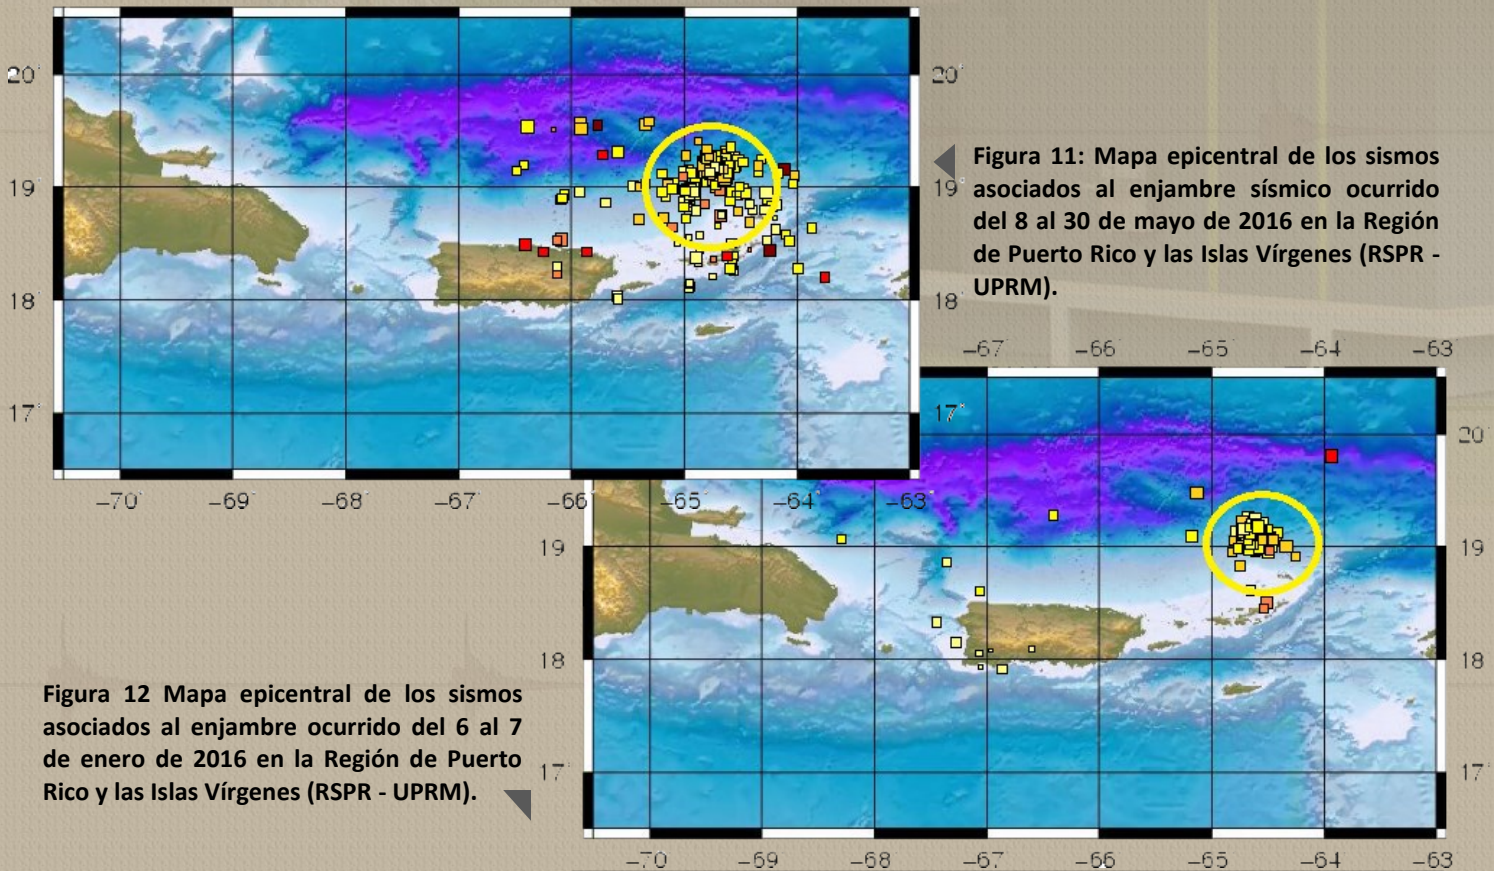 20°
19°
18°
17°
-70° -69° -68° -67° -66° -65° -64° -63°
20°
19°
18°
17°
Figura 11: Mapa epicentral de los sismos
asociados al enjambre sísmico ocurrido
del 8 al 30 de mayo de 2016 en la Región
de Puerto Rico y las Islas Vírgenes (RSPR -
UPRM).
-67° -66° -65° -64° -63
20°
19
18
17°
20
19
18
17
-70 -69 -68 -67 -66 -65 -64 -63
Figura 12 Mapa epicentral de los sismos
asociados al enjambre ocurrido del 6 al 7
de enero de 2016 en la Región de Puerto
Rico y las Islas Vírgenes (RSPR - UPRM).